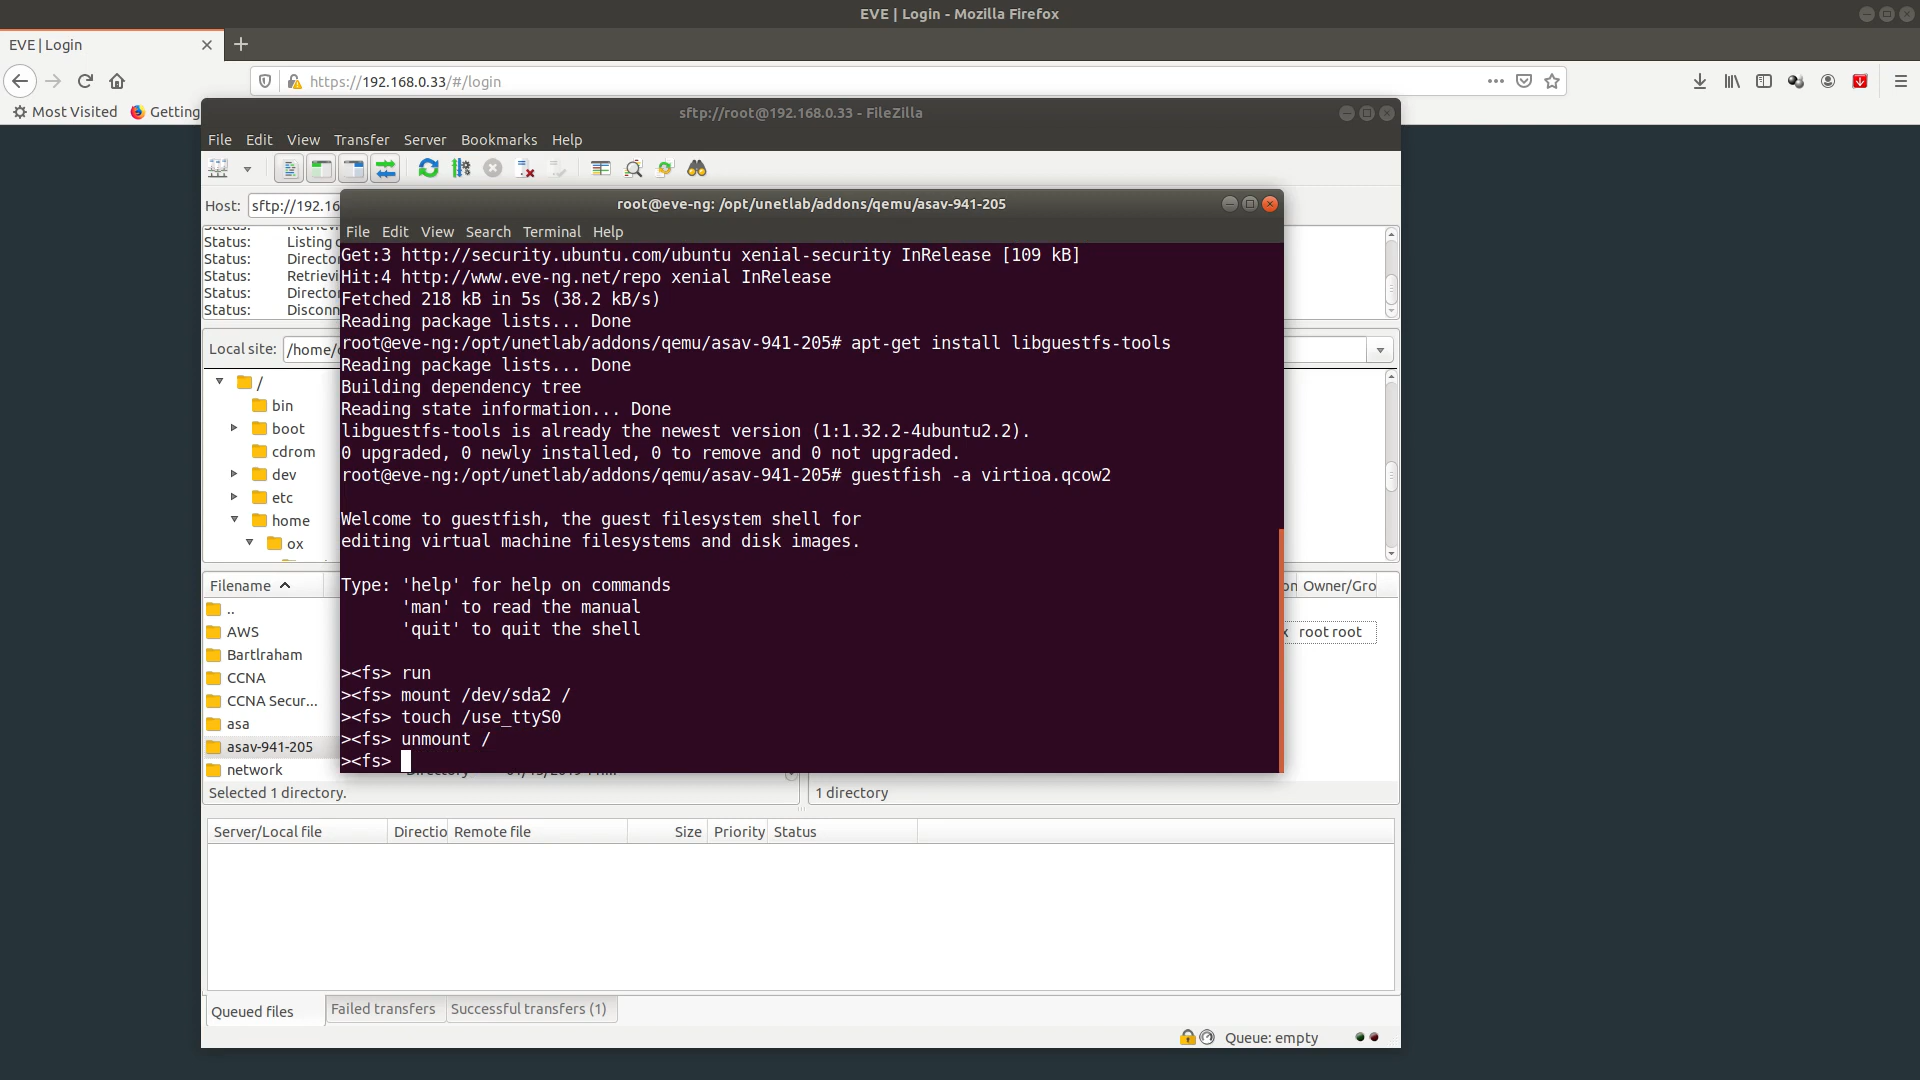 EVE | Login - Mozilla Firefox
EVE | Login
https://192.168.0.33/#/login
Most Visited
Getting
sftp://root@192.168.0.33 - FileZilla
File Edit View Transfer Server Bookmarks Help
Host: sftp://192.16
root@eve-ng: /opt/unetlab/addons/qemu/asav-941-205
File Edit View Search Terminal Help
Get:3 http://security.ubuntu.com/ubuntu xenial-security InRelease [109 kB]
Hit:4 http://www.eve-ng.net/repo xenial InRelease
Fetched 218 kB in 5s (38.2 kB/s)
Reading package lists... Done
root@eve-ng:/opt/unetlab/addons/qemu/asav-941-205# apt-get install libguestfs-tools
Reading package lists... Done
Building dependency tree
Reading state information... Done
libguestfs-tools is already the newest version (1:1.32.2-4ubuntu2.2).
0 upgraded, 0 newly installed, 0 to remove and 0 not upgraded.
root@eve-ng:/opt/unetlab/addons/qemu/asav-941-205# guestfish -a virtioa.qcow2
Welcome to guestfish, the guest filesystem shell for
editing virtual machine filesystems and disk images.
Type: 'help' for help on commands
'man' to read the manual
'quit' to quit the shell
><fs> run
><fs> mount /dev/sda2 /
><fs> touch /use_ttyS0
><fs> unmount /
><fs>
Status: Listing
Status: Director
Status: Retrievi
Status: Director
Status: Disconn
Local site: /home/
/
bin
boot
cdrom
dev
etc
home
ox
Filename
..
AWS
Bartlraham
CCNA
CCNA Secur...
asa
asav-941-205
network
Owner/Gro
root root
Selected 1 directory.
1 directory
Server/Local file Directio Remote file Size Priority Status
Queued files Failed transfers Successful transfers (1)
Queue: empty